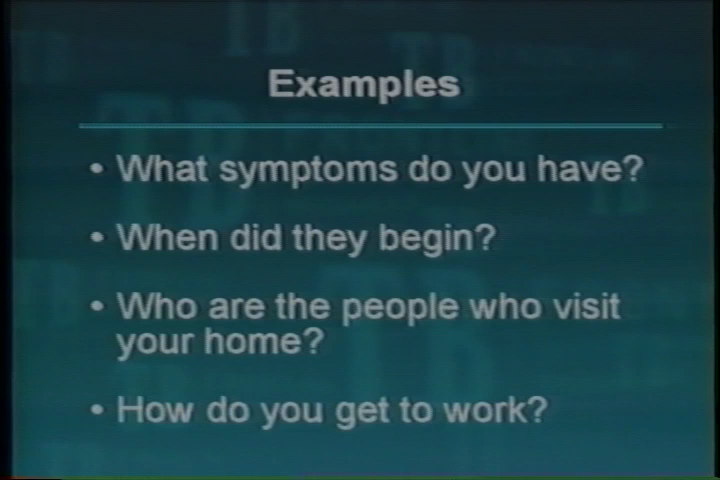 Examples
• What symptoms do you have?
• When did they begin?
• Who are the people who visit
your home?
• How do you get to work?